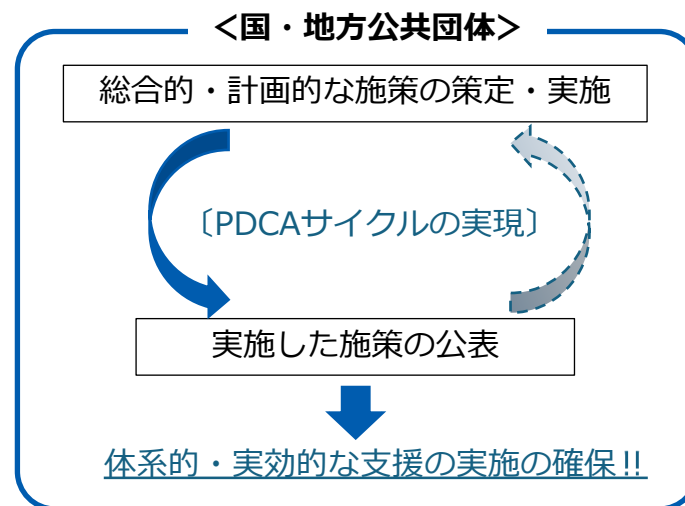 ＜国・地方公共団体＞
総合的・計画的な施策の策定・実施
〔PDCAサイクルの実現〕
実施した施策の公表
体系的・実効的な支援の実施の確保‼